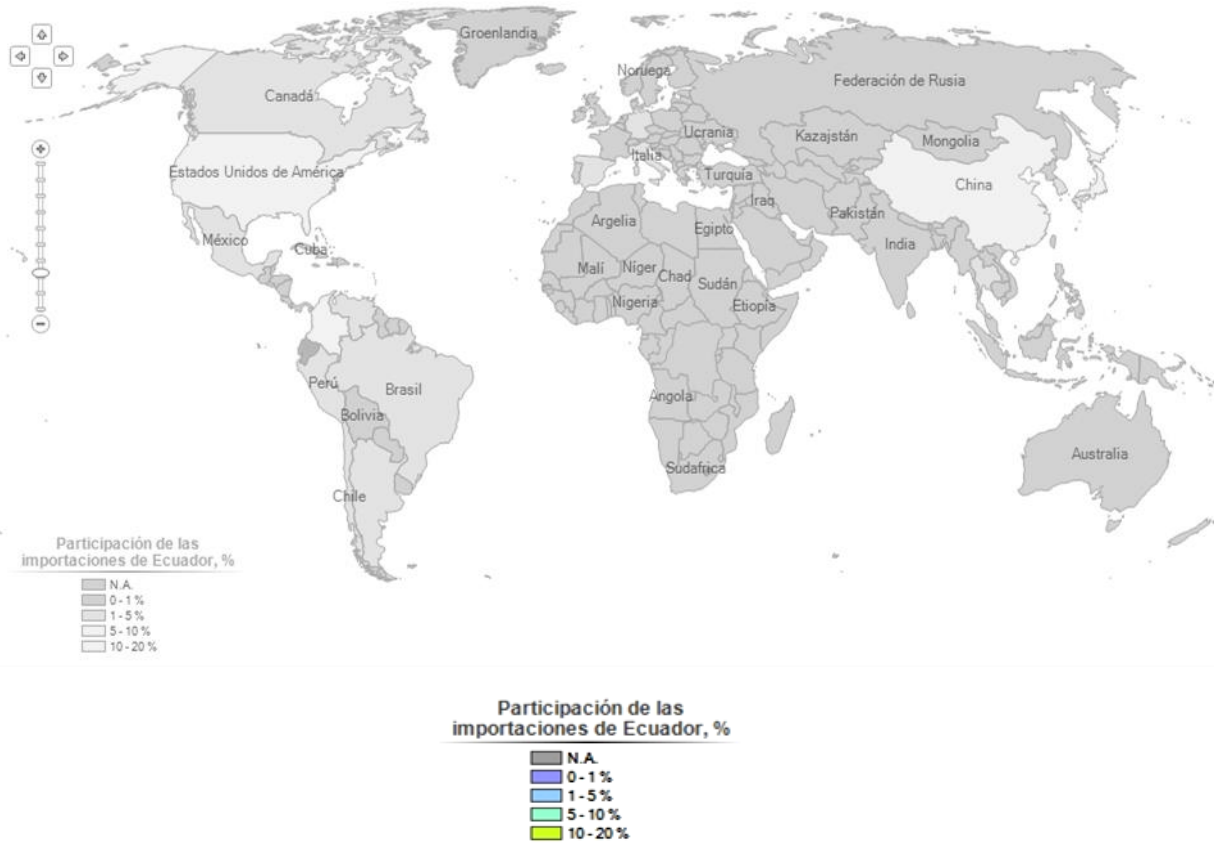 Groenlandia
Noruega
Federación de Rusia
Canadá
Ucrania
Kazajstán
Mongolia
Italia
Estados Unidos de América
Turquía
China
Iraq
Pakistán
Argelia
Egipto
México
Cuba
India
Malí
Níger
Chad
Sudán
Nigeria
Etiopía
Perú
Brasil
Angola
Bolivia
Australia
Sudafrica
Chile
Participación de las
importaciones de Ecuador, %
N.A.
0 - 1 %
1 - 5 %
5 - 10 %
10 - 20 %
Participación de las
importaciones de Ecuador, %
N.A.
0 - 1 %
1 - 5 %
5 - 10 %
10 - 20 %